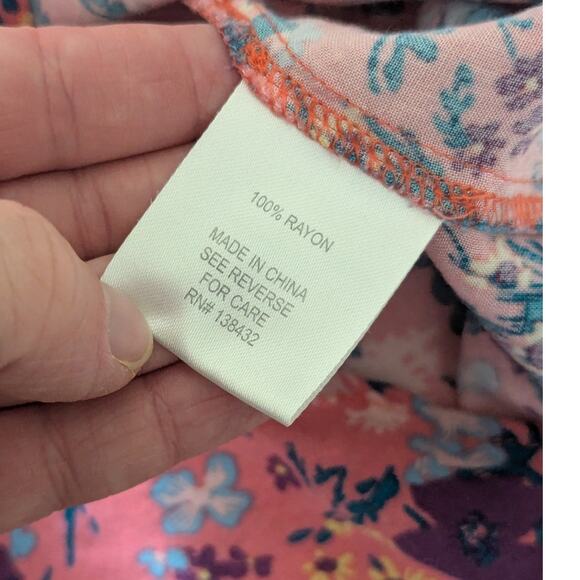 100% RAYON
MADE IN CHINA
SEE REVERSE
FOR CARE
RN# 138432